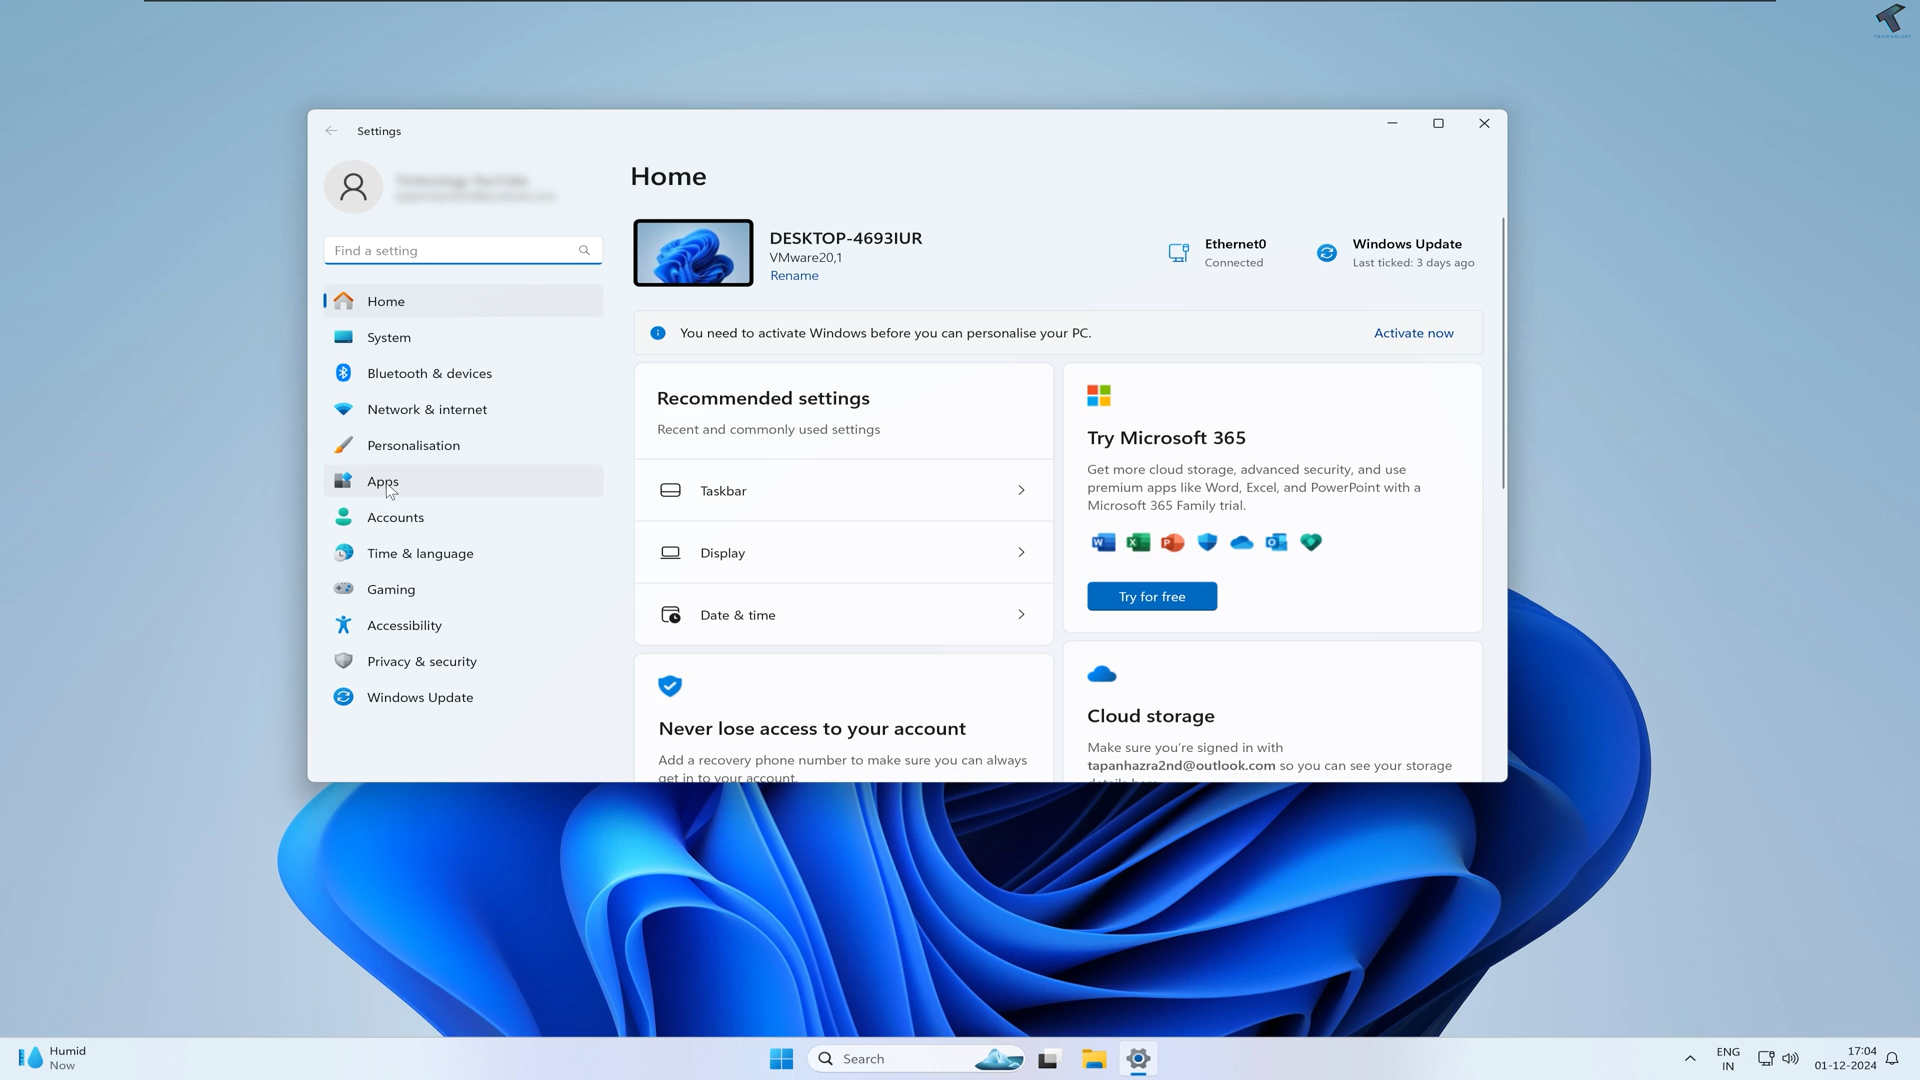 TRICKNOLOGY
Settings
Find a setting
Home
System
Bluetooth & devices
Network & internet
Personalisation
Apps
Accounts
Time & language
Gaming
Accessibility
Privacy & security
Windows Update
Home
DESKTOP-4693IUR
VMware20,1
Rename
Ethernet0
Connected
Windows Update
Last ticked: 3 days ago
You need to activate Windows before you can personalise your PC.
Activate now
Recommended settings
Recent and commonly used settings
Taskbar
Display
Date & time
Never lose access to your account
Add a recovery phone number to make sure you can always
get in to your account.
Try Microsoft 365
Get more cloud storage, advanced security, and use
premium apps like Word, Excel, and PowerPoint with a
Microsoft 365 Family trial.
Try for free
Cloud storage
Make sure you're signed in with
tapanhazra2nd@outlook.com so you can see your storage
details here.
Humid
Now
Search
ENG
IN
17:04
01-12-2024